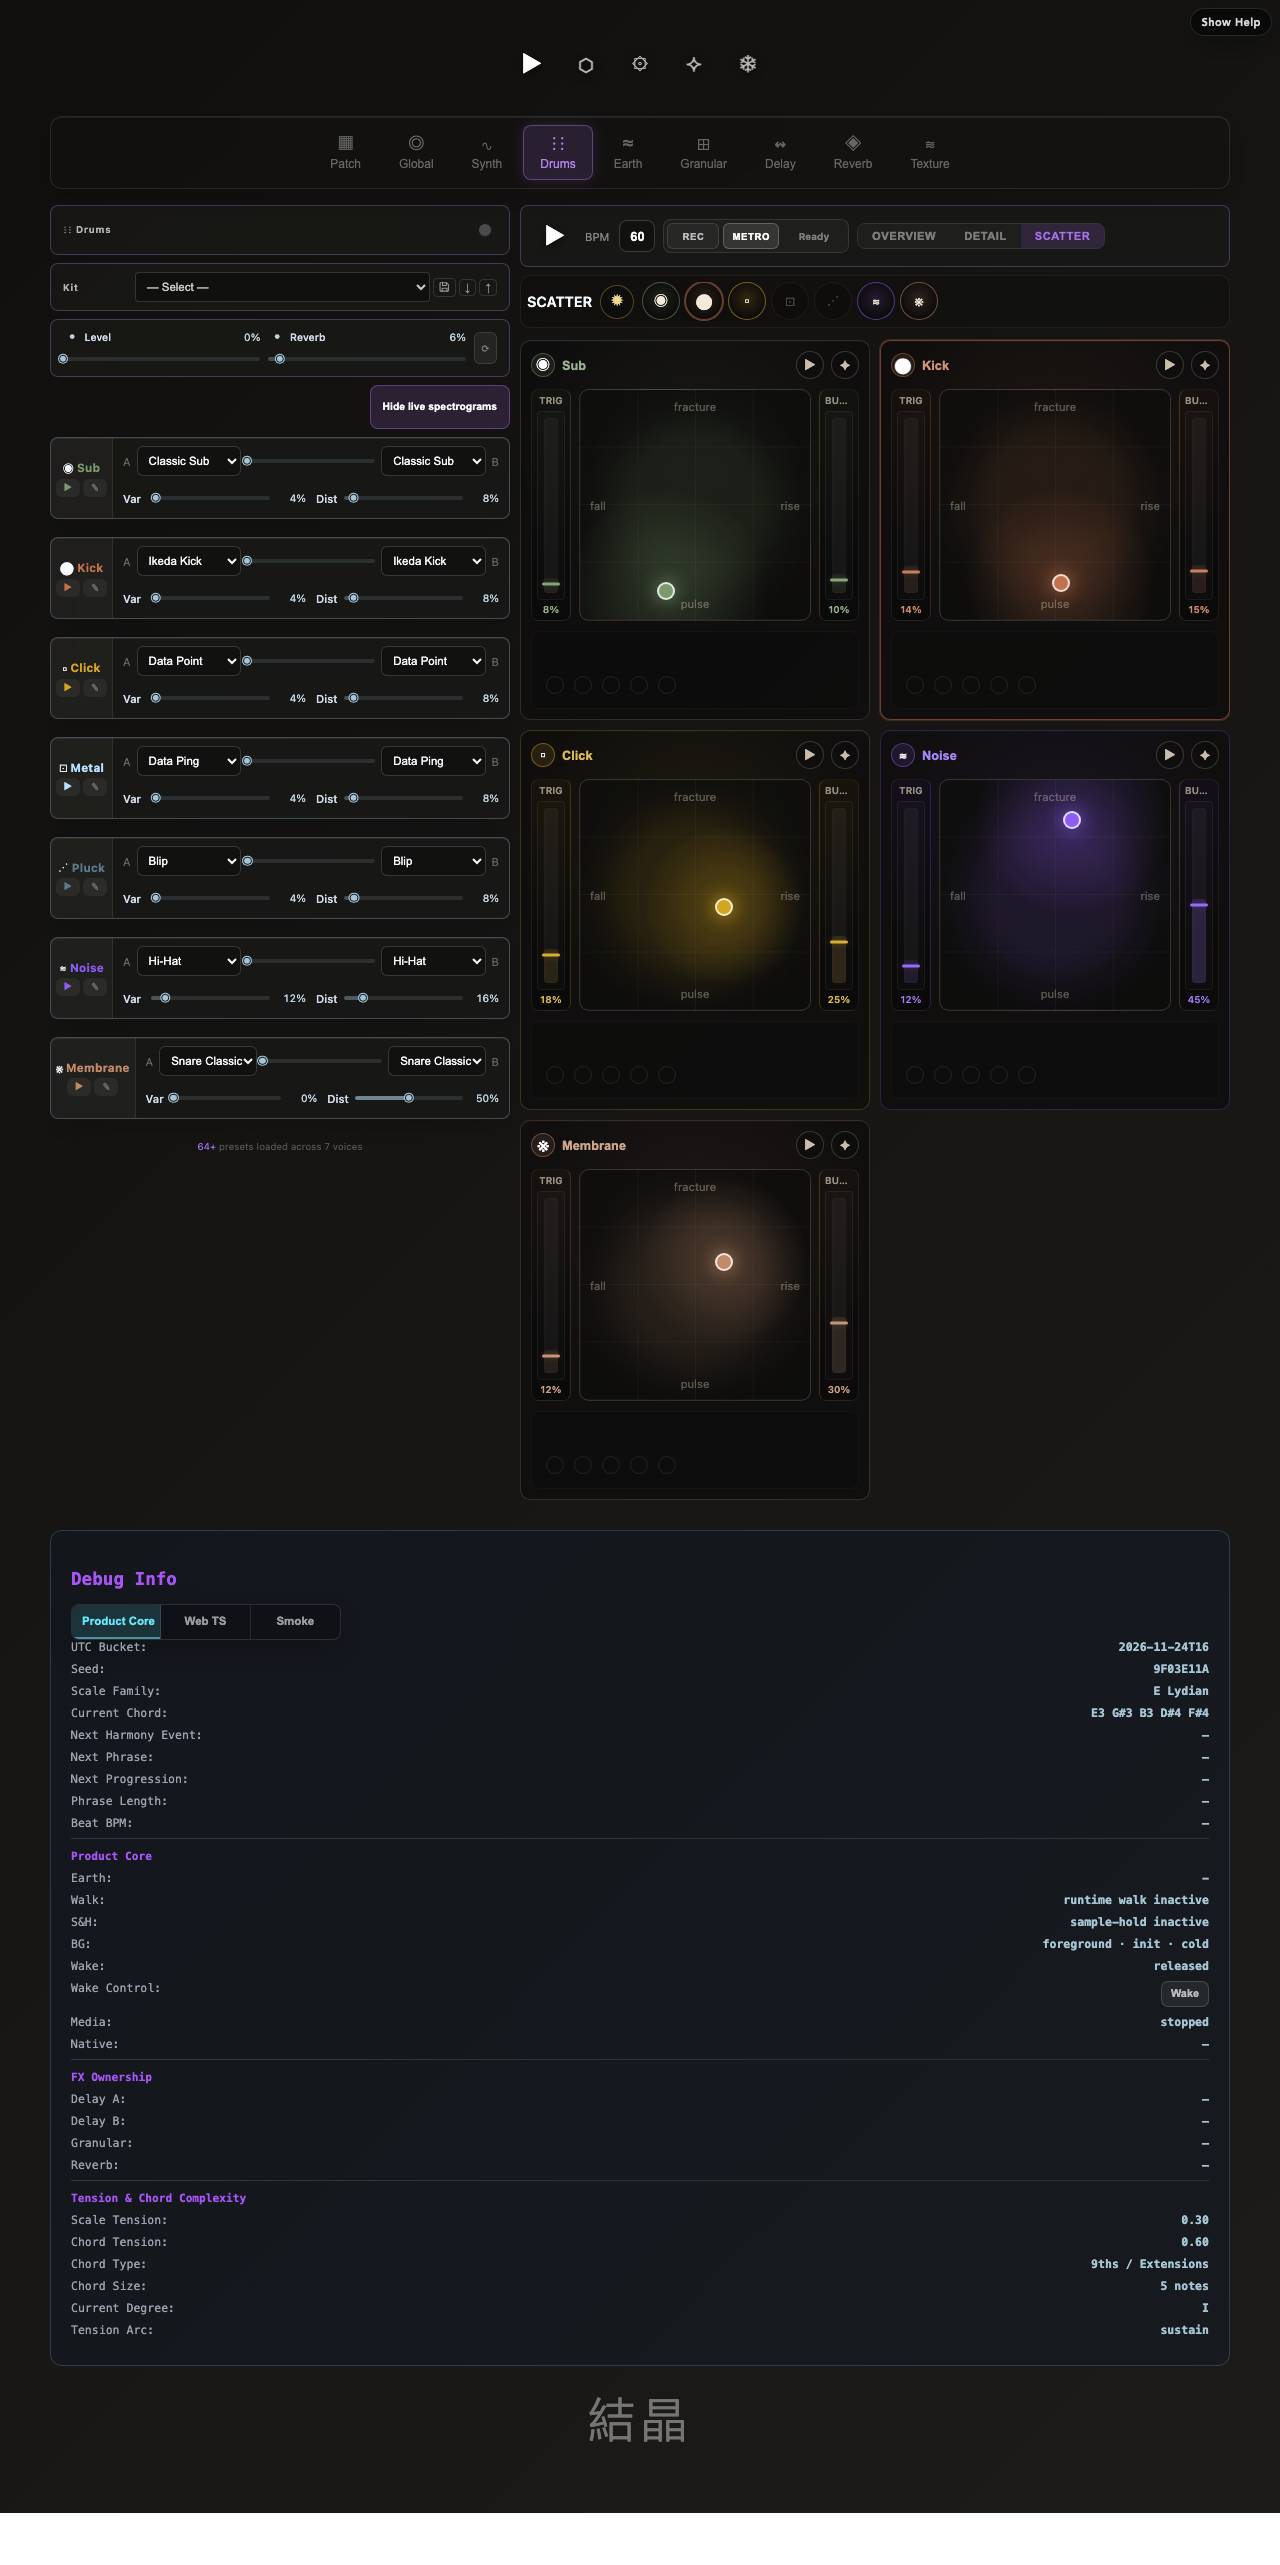 Show Help
Patch Global Synth Drums Earth Granular Delay Reverb Texture
Drums
BPM 60 REC METRO Ready OVERVIEW DETAIL SCATTER
Kit — Select —
SCATTER
Level 0% Reverb 6%
Hide live spectrograms
Sub A Classic Sub Classic Sub B
Var 4% Dist 8%
Kick A Ikeda Kick Ikeda Kick B
Var 4% Dist 8%
Click A Data Point Data Point B
Var 4% Dist 8%
Metal A Data Ping Data Ping B
Var 4% Dist 8%
Pluck A Blip Blip B
Var 4% Dist 8%
Noise A Hi-Hat Hi-Hat B
Var 12% Dist 16%
Membrane A Snare Classic Snare Classic B
Var 0% Dist 50%
64+ presets loaded across 7 voices
Sub
TRIG fracture BU...
fall rise
pulse
8% 10%
Kick
TRIG fracture BU...
fall rise
pulse
14% 15%
Click
TRIG fracture BU...
fall rise
pulse
18% 25%
Noise
TRIG fracture BU...
fall rise
pulse
12% 45%
Membrane
TRIG fracture BU...
fall rise
pulse
12% 30%
Debug Info
Product Core Web TS Smoke
UTC Bucket: 2026-11-24T16
Seed: 9F03E11A
Scale Family: E Lydian
Current Chord: E3 G#3 B3 D#4 F#4
Next Harmony Event: —
Next Phrase: —
Next Progression: —
Phrase Length: —
Beat BPM: —
Product Core
Earth: —
Walk: runtime walk inactive
S&H: sample-hold inactive
BG: foreground · init · cold
Wake: released
Wake Control: Wake
Media: stopped
Native: —
FX Ownership
Delay A: —
Delay B: —
Granular: —
Reverb: —
Tension & Chord Complexity
Scale Tension: 0.30
Chord Tension: 0.60
Chord Type: 9ths / Extensions
Chord Size: 5 notes
Current Degree: I
Tension Arc: sustain
結晶